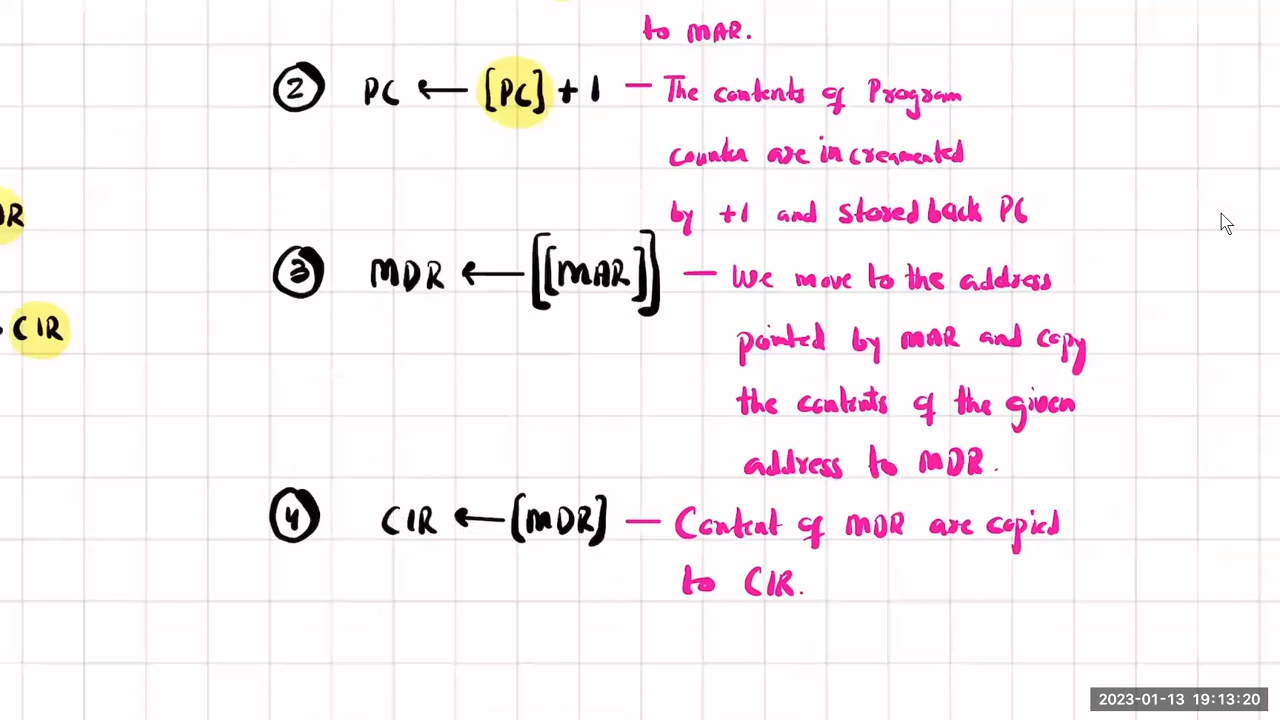 to MAR.
② PC ← [PC] + 1 — The contents of Program
counter are increamented
by +1 and stored back PC
③ MDR ← [[MAR]] — We move to the address
pointed by MAR and copy
the contents of the given
address to MDR.
④ CIR ← [MDR] — Content of MDR are copied
to CIR.
CIR
2023-01-13 19:13:20